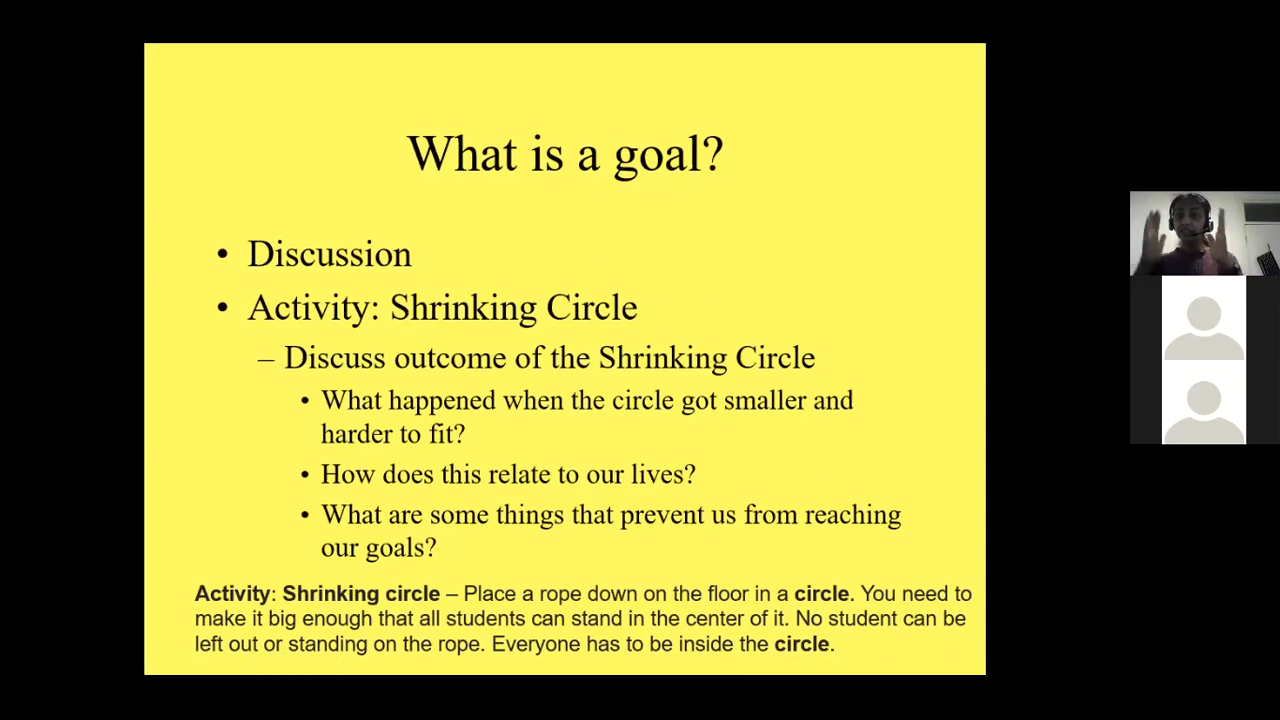 What is a goal?
• Discussion
• Activity: Shrinking Circle
– Discuss outcome of the Shrinking Circle
• What happened when the circle got smaller and
harder to fit?
• How does this relate to our lives?
• What are some things that prevent us from reaching
our goals?
Activity: Shrinking circle – Place a rope down on the floor in a circle. You need to
make it big enough that all students can stand in the center of it. No student can be
left out or standing on the rope. Everyone has to be inside the circle.